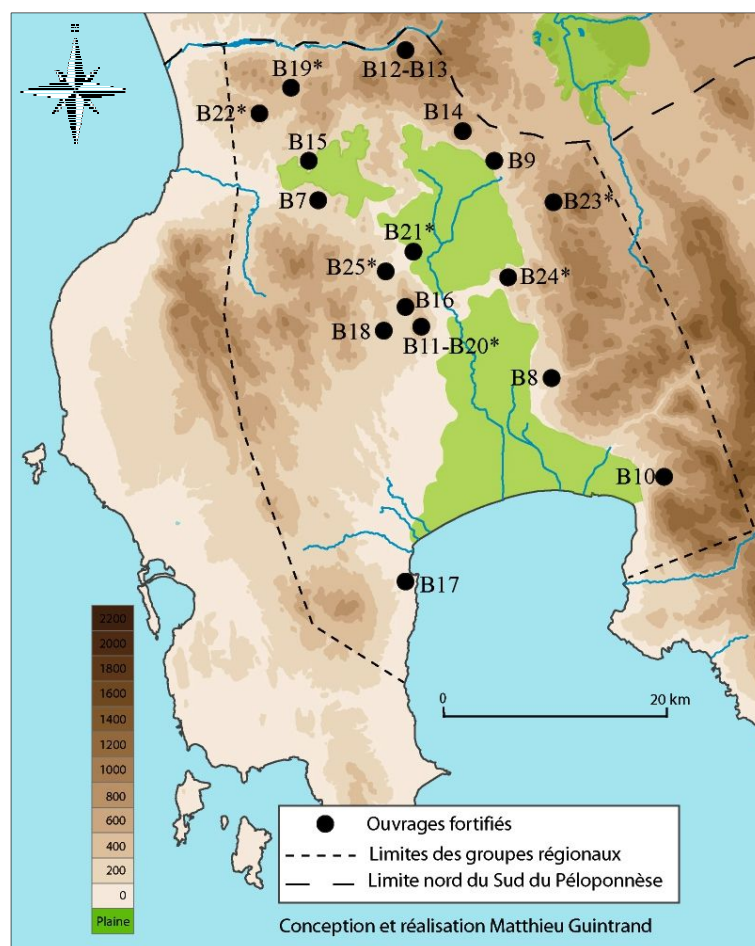 B12-B13
B19*
B22*
B14
B15
B9
B7
B23*
B21*
B25*
B24*
B16
B18
B11-B20*
B8
B10
B17
0 20 km
2200
2000
1800
1600
1400
1200
1000
800
600
400
200
0
Plaine
Ouvrages fortifiés
Limites des groupes régionaux
Limite nord du Sud du Péloponnèse
Conception et réalisation Matthieu Guintrand